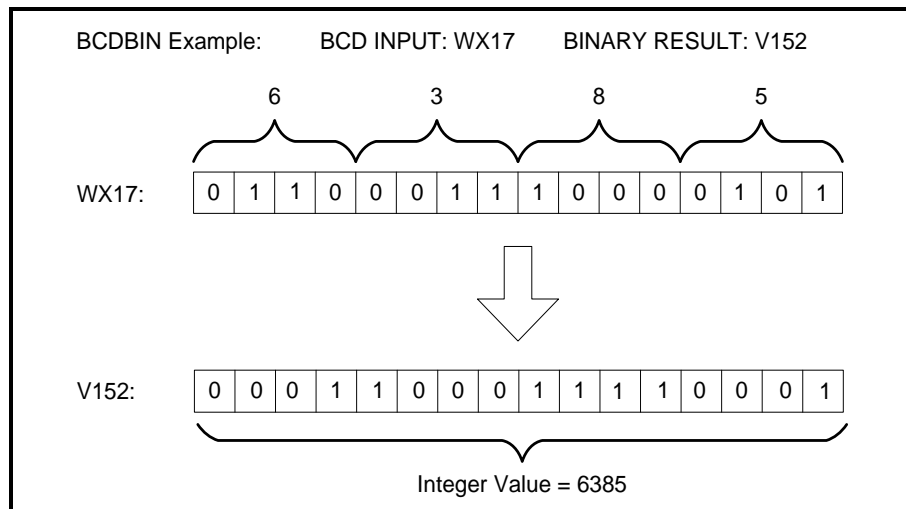 BCDBIN Example: BCD INPUT: WX17 BINARY RESULT: V152
6 3 8 5
WX17: 0 1 1 0 0 0 1 1 1 0 0 0 0 1 0 1
V152: 0 0 0 1 1 0 0 0 1 1 1 1 0 0 0 1
Integer Value = 6385